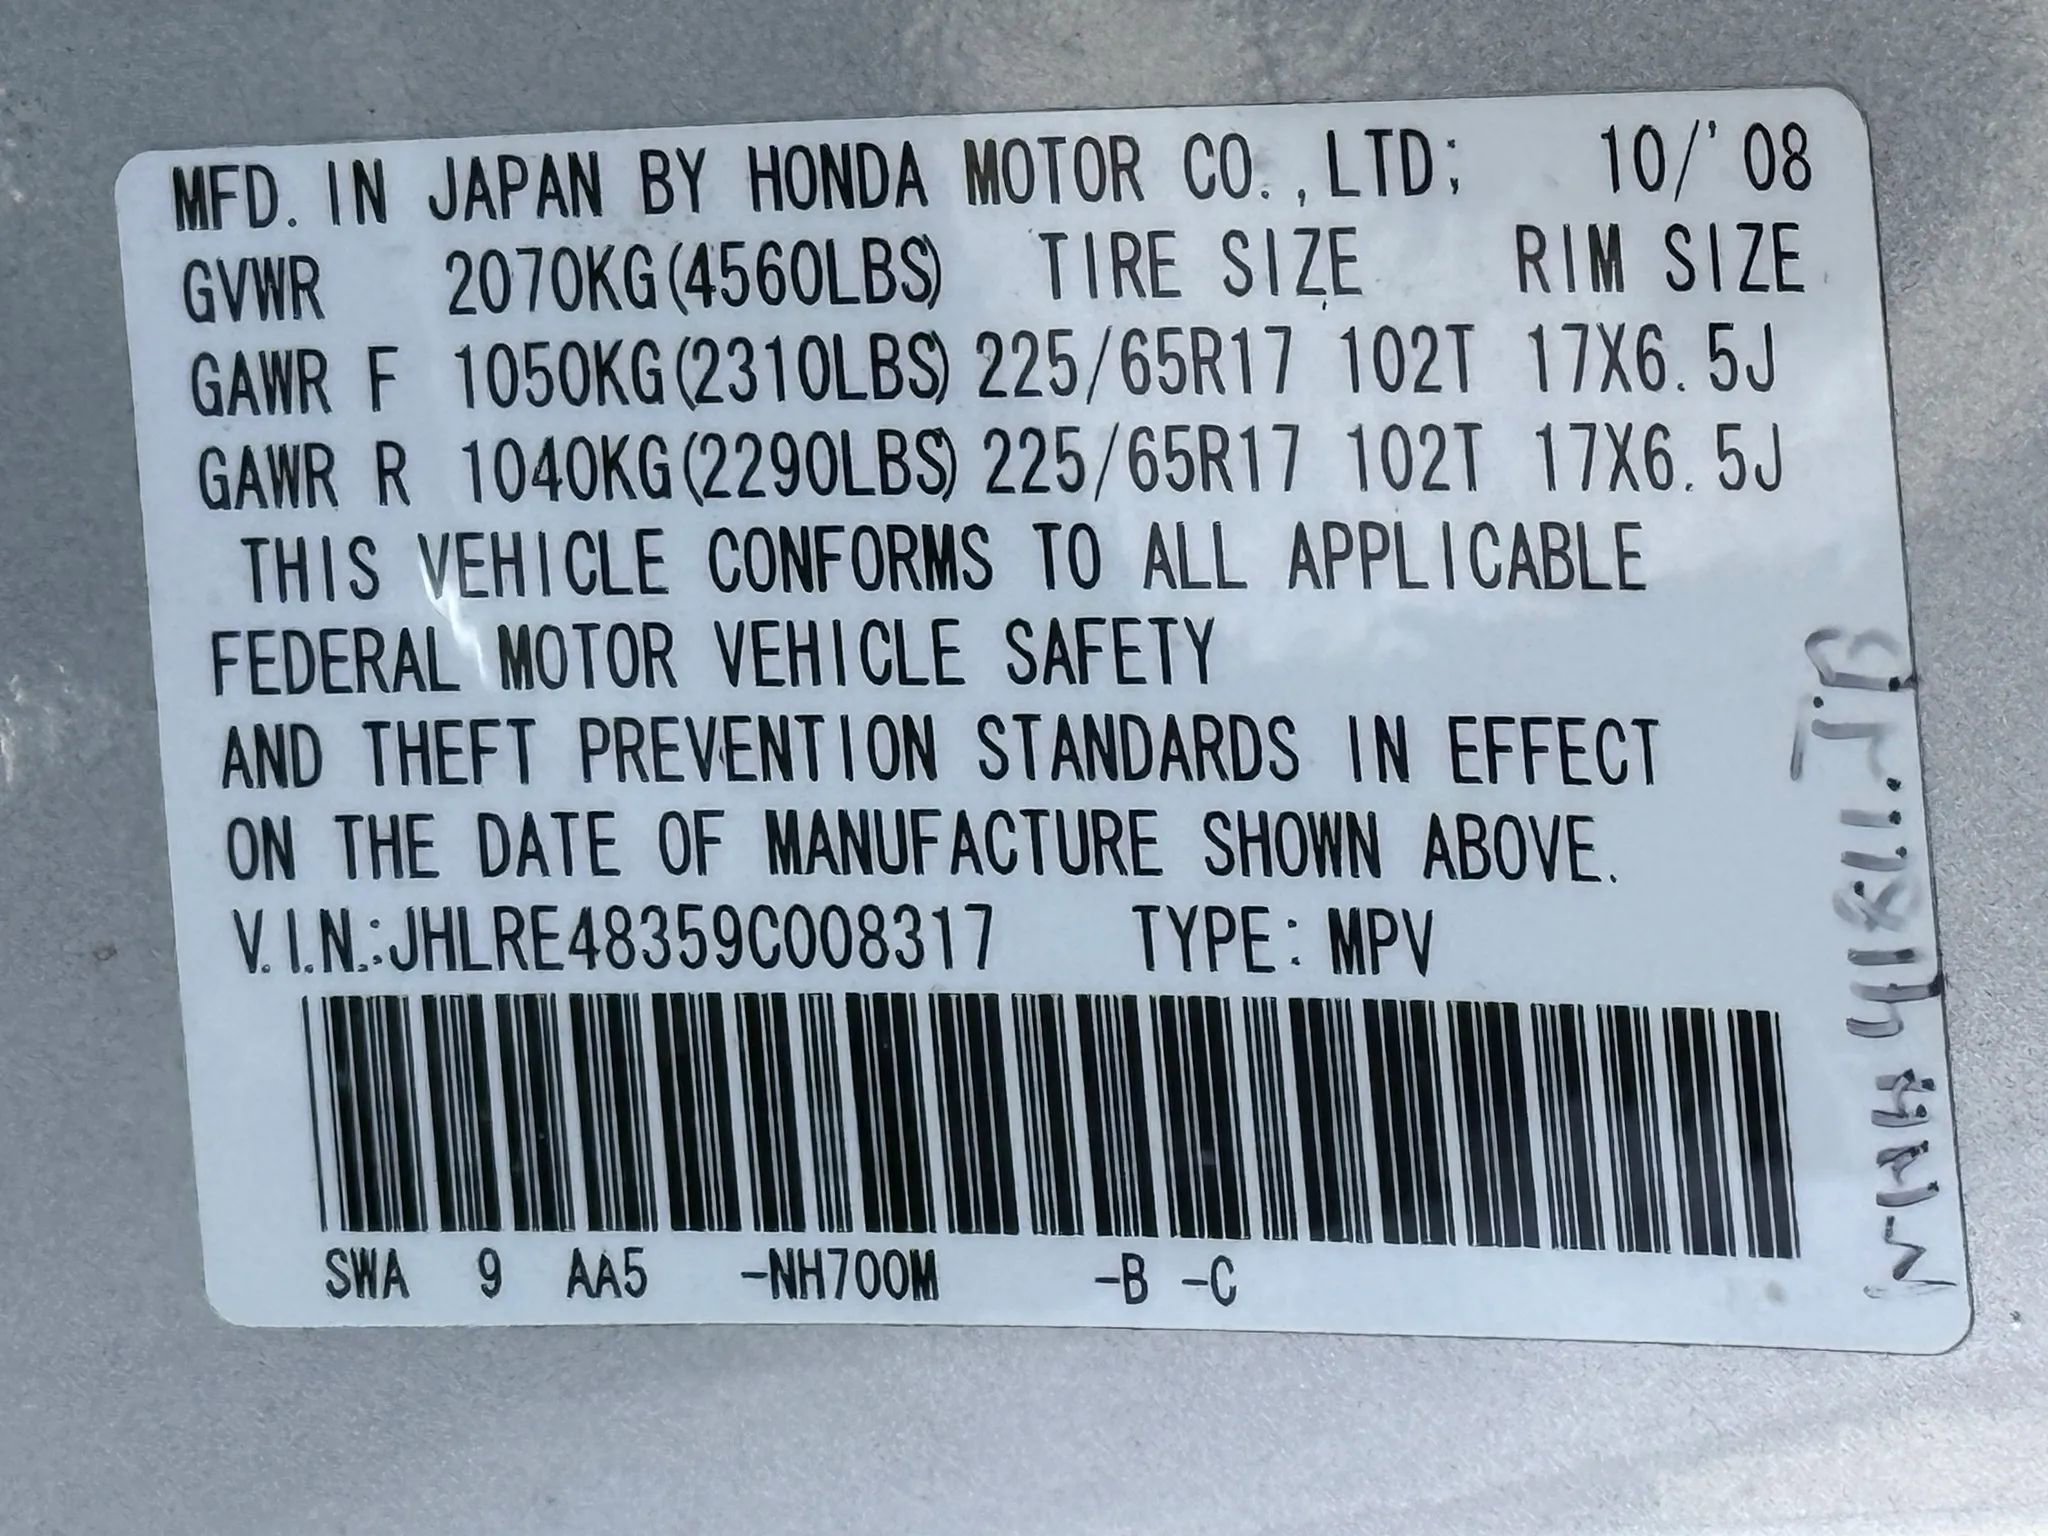 MFD. IN JAPAN BY HONDA MOTOR CO.,LTD; 10/'08
GVWR 2070KG(4560LBS) TIRE SIZE RIM SIZE
GAWR F 1050KG(2310LBS) 225/65R17 102T 17X6.5J
GAWR R 1040KG(2290LBS) 225/65R17 102T 17X6.5J
THIS VEHICLE CONFORMS TO ALL APPLICABLE
FEDERAL MOTOR VEHICLE SAFETY
AND THEFT PREVENTION STANDARDS IN EFFECT
ON THE DATE OF MANUFACTURE SHOWN ABOVE.
V.I.N.:JHLRE48359C008317 TYPE: MPV
SWA 9 AA5 -NH700M -B -C